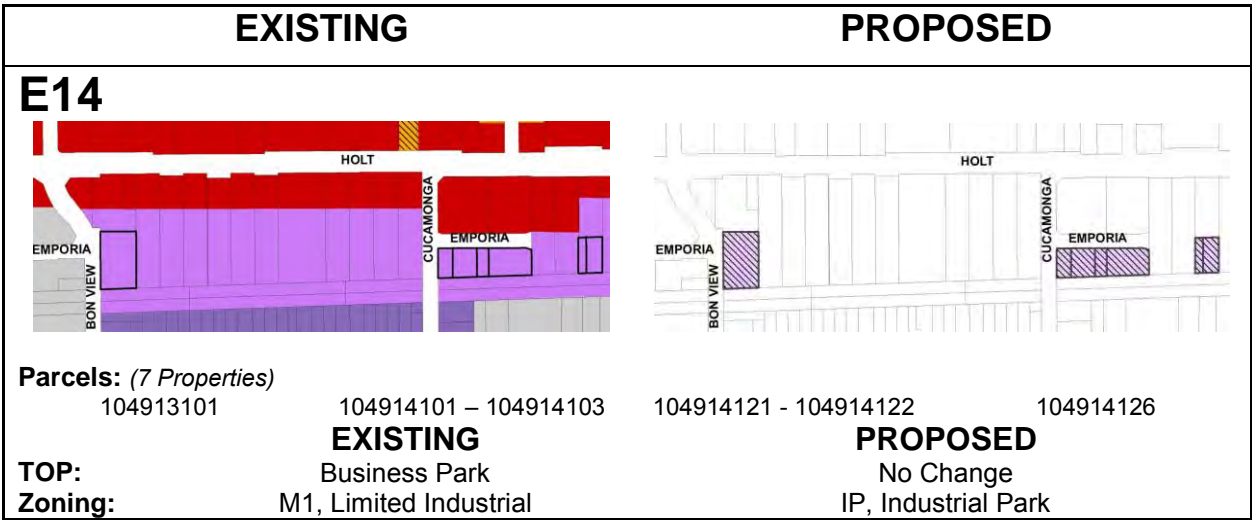 EXISTING PROPOSED
E14
HOLT
CUCAMONGA
EMPORIA
EMPORIA
BON VIEW
HOLT
CUCAMONGA
EMPORIA
EMPORIA
BON VIEW
Parcels: (7 Properties)
104913101 104914101 – 104914103 104914121 - 104914122 104914126
EXISTING PROPOSED
TOP: Business Park No Change
Zoning: M1, Limited Industrial IP, Industrial Park